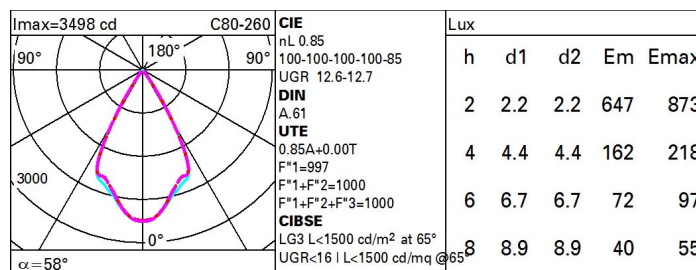 Imax=3498 cd C80-260
90° 180° 90°
3000
0°
α=58°
CIE
nL 0.85
100-100-100-100-85
UGR 12.6-12.7
DIN
A.61
UTE
0.85A+0.00T
F"1=997
F"1+F"2=1000
F"1+F"2+F"3=1000
CIBSE
LG3 L<1500 cd/m² at 65°
UGR<16 | L<1500 cd/mq @65°
Lux
h d1 d2 Em Emax
2 2.2 2.2 647 873
4 4.4 4.4 162 218
6 6.7 6.7 72 97
8 8.9 8.9 40 55